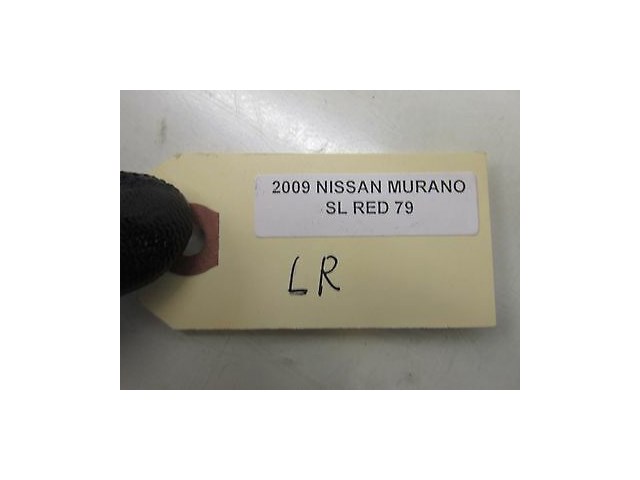 2009 NISSAN MURANO
SL RED 79
LR